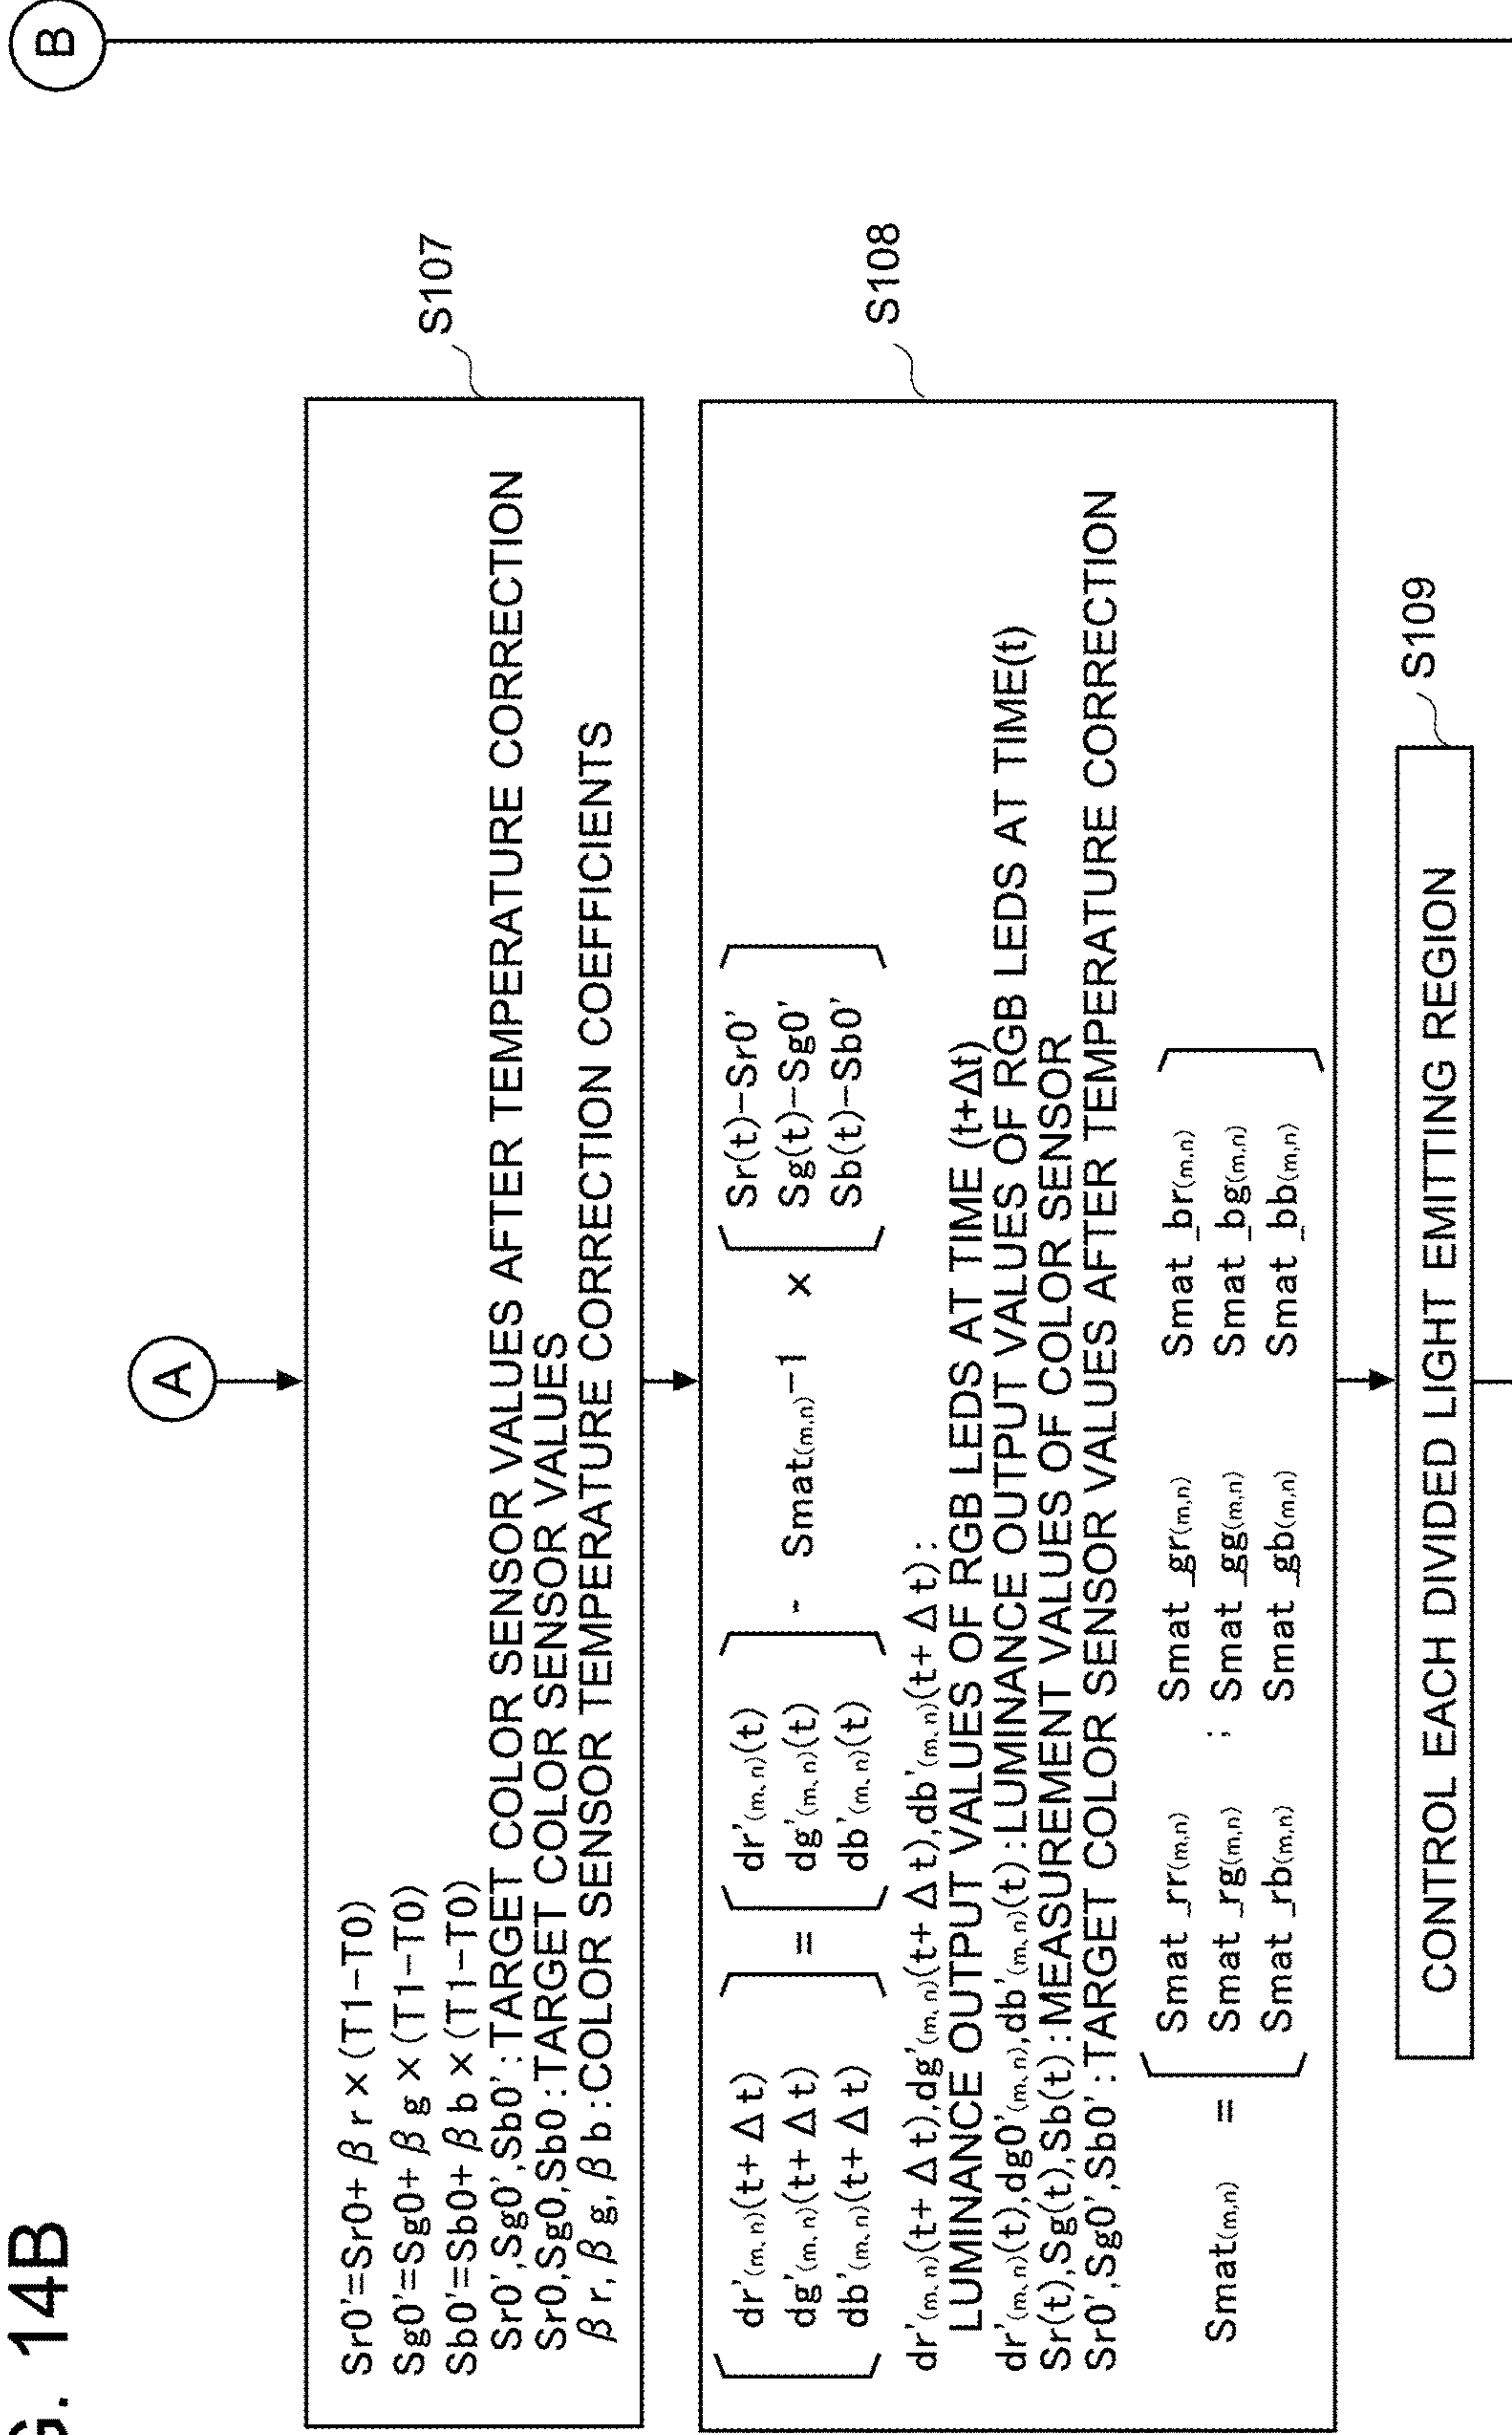 G. 14B
A
B
S107
Sr0'=Sr0+βr×(T1-T0)
Sg0'=Sg0+βg×(T1-T0)
Sb0'=Sb0+βb×(T1-T0)
Sr0',Sg0',Sb0':TARGET COLOR SENSOR VALUES AFTER TEMPERATURE CORRECTION
Sr0,Sg0,Sb0:TARGET COLOR SENSOR VALUES
βr,βg,βb:COLOR SENSOR TEMPERATURE CORRECTION COEFFICIENTS
S108
dr'(m,n)(t+Δt) dr'(m,n)(t) Sr(t)-Sr0'
dg'(m,n)(t+Δt) = dg'(m,n)(t) - Smat(m,n)-1 × Sg(t)-Sg0'
db'(m,n)(t+Δt) db'(m,n)(t) Sb(t)-Sb0'
dr'(m,n)(t+Δt),dg'(m,n)(t+Δt),db'(m,n)(t+Δt):
LUMINANCE OUTPUT VALUES OF RGB LEDS AT TIME (t+Δt)
dr'(m,n)(t),dg0'(m,n),db'(m,n)(t):LUMINANCE OUTPUT VALUES OF RGB LEDS AT TIME(t)
Sr(t),Sg(t),Sb(t):MEASUREMENT VALUES OF COLOR SENSOR
Sr0',Sg0',Sb0':TARGET COLOR SENSOR VALUES AFTER TEMPERATURE CORRECTION
Smat_rr(m,n) Smat_gr(m,n) Smat_br(m,n)
Smat(m,n) = Smat_rg(m,n) : Smat_gg(m,n) Smat_bg(m,n)
Smat_rb(m,n) Smat_gb(m,n) Smat_bb(m,n)
S109
CONTROL EACH DIVIDED LIGHT EMITTING REGION